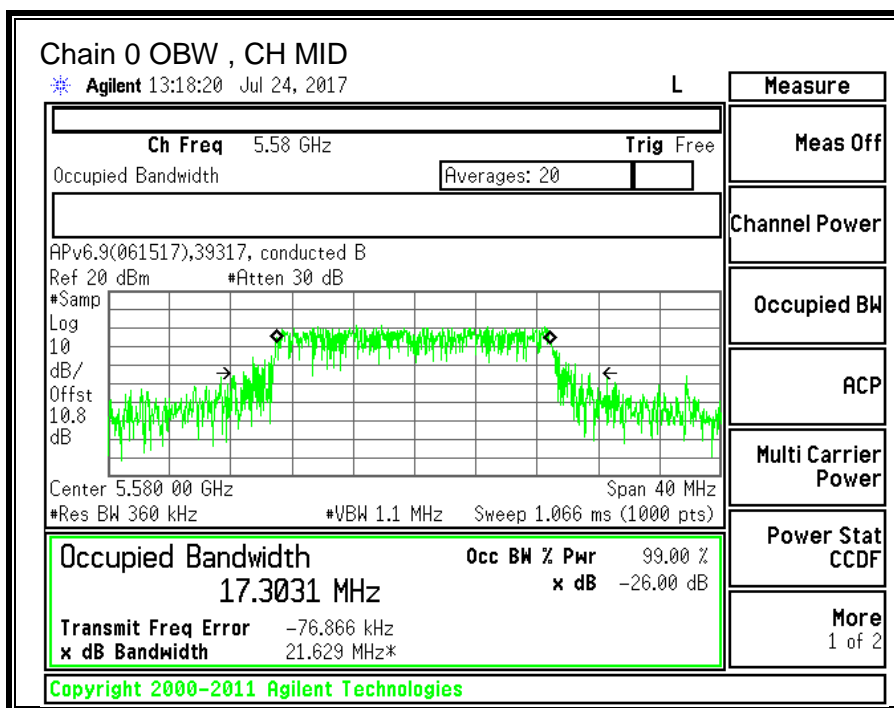 Chain 0 OBW , CH MID
Agilent 13:18:20 Jul 24, 2017 L
Measure
Ch Freq 5.58 GHz Trig Free
Meas Off
Occupied Bandwidth Averages: 20
Channel Power
APv6.9(061517),39317, conducted B
Ref 20 dBm #Atten 30 dB
#Samp
Log
10
dB/
Offst
10.8
dB
Occupied BW
ACP
Multi Carrier
Power
Center 5.580 00 GHz Span 40 MHz
#Res BW 360 kHz #VBW 1.1 MHz Sweep 1.066 ms (1000 pts)
Power Stat
CCDF
Occupied Bandwidth Occ BW % Pwr 99.00 %
17.3031 MHz x dB -26.00 dB
Transmit Freq Error -76.866 kHz
x dB Bandwidth 21.629 MHz*
More
1 of 2
Copyright 2000-2011 Agilent Technologies